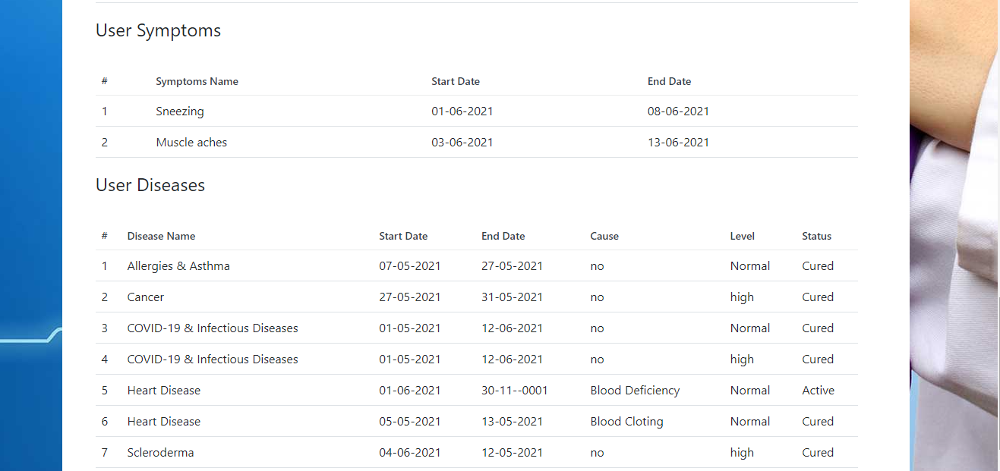 User Symptoms
# Symptoms Name Start Date End Date
1 Sneezing 01-06-2021 08-06-2021
2 Muscle aches 03-06-2021 13-06-2021
User Diseases
# Disease Name Start Date End Date Cause Level Status
1 Allergies & Asthma 07-05-2021 27-05-2021 no Normal Cured
2 Cancer 27-05-2021 31-05-2021 no high Cured
3 COVID-19 & Infectious Diseases 01-05-2021 12-06-2021 no Normal Cured
4 COVID-19 & Infectious Diseases 01-05-2021 12-06-2021 no high Cured
5 Heart Disease 01-06-2021 30-11--0001 Blood Deficiency Normal Active
6 Heart Disease 05-05-2021 13-05-2021 Blood Cloting Normal Cured
7 Scleroderma 04-06-2021 12-05-2021 no high Cured